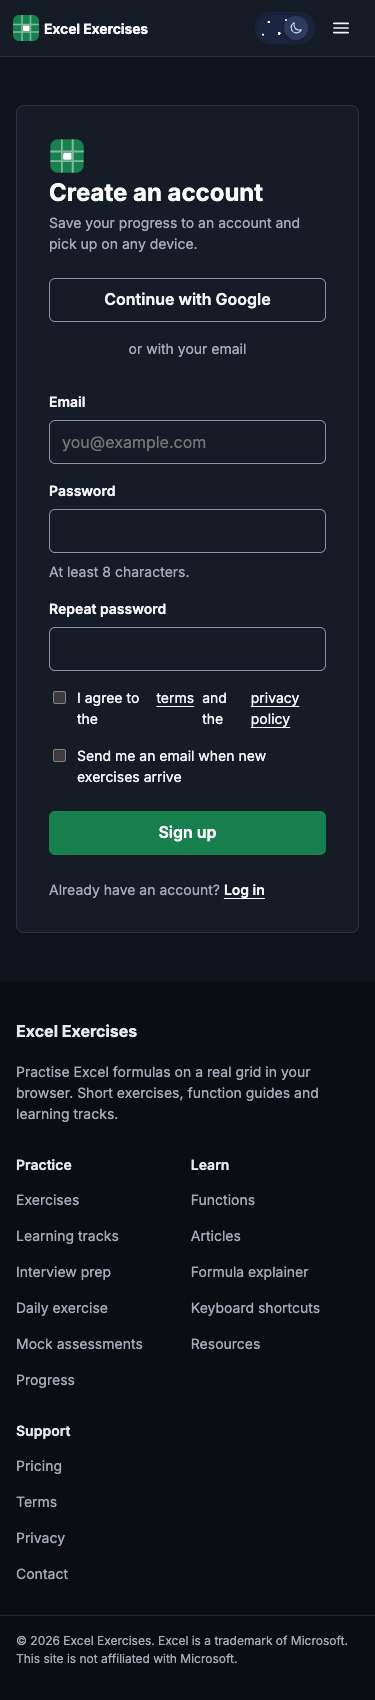 Excel Exercises
Create an account
Save your progress to an account and
pick up on any device.
Continue with Google
or with your email
Email
you@example.com
Password
At least 8 characters.
Repeat password
I agree to the terms and the privacy policy
Send me an email when new
exercises arrive
Sign up
Already have an account? Log in
Excel Exercises
Practise Excel formulas on a real grid in your
browser. Short exercises, function guides and
learning tracks.
Practice
Exercises
Learning tracks
Interview prep
Daily exercise
Mock assessments
Progress
Learn
Functions
Articles
Formula explainer
Keyboard shortcuts
Resources
Support
Pricing
Terms
Privacy
Contact
© 2026 Excel Exercises. Excel is a trademark of Microsoft.
This site is not affiliated with Microsoft.